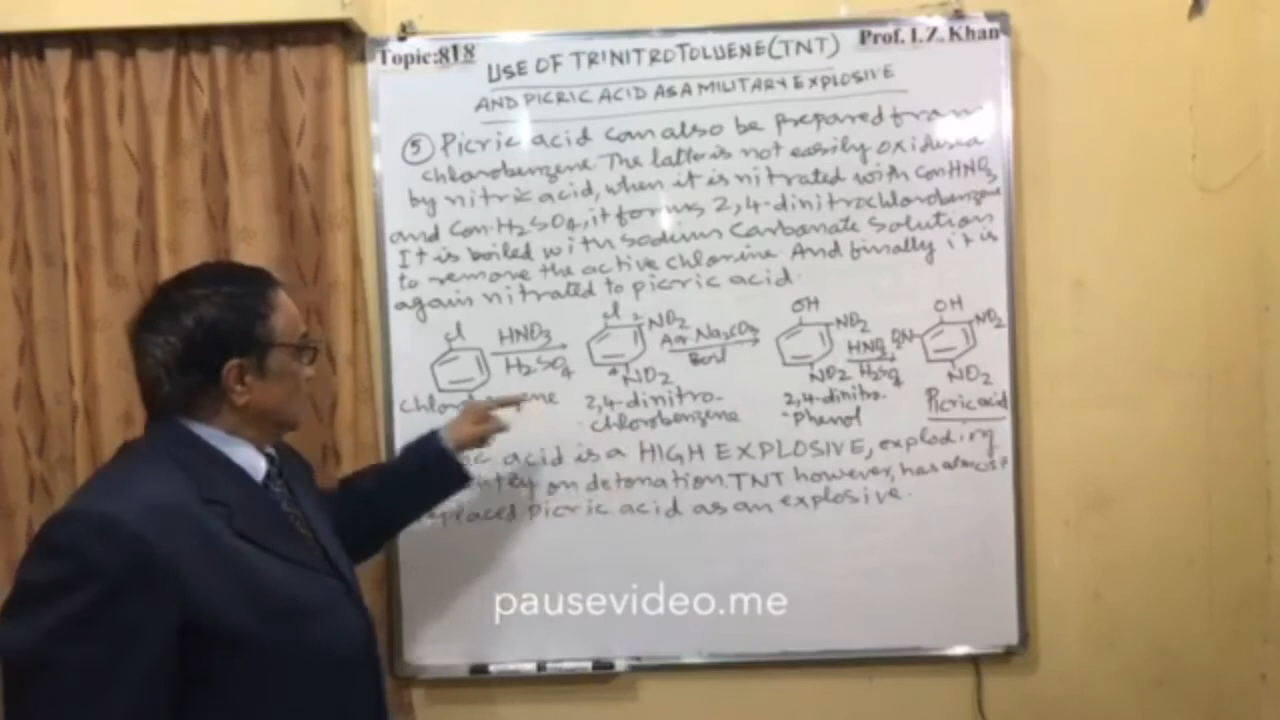 Topic:818
USE OF TRINITROTOLUENE(TNT)
Prof. I.Z. Khan
AND PICRIC ACID AS A MILITARY EXPLOSIVE
5 Picric acid can also be prepared from
chlorobenzene. The latter is not easily oxidised
by nitric acid, when it is nitrated with Con HNO3
and Con. H2SO4, it forms 2,4-dinitrochlorobenzene
It is boiled with sodium Carbonate Solution
to remove the active chlorine. And finally it is
again nitrated to picric acid.
Cl HNO3 H2SO4
Cl 2 NO2 4 NO2
Aq. Na2CO3 Boil
OH NO2 NO2
HNO3 H2SO4
OH O2N NO2 NO2
2,4-dinitro-
chlorobenzene
2,4-dinitro-
-phenol
Picric acid
acid is a HIGH EXPLOSIVE, exploding
on detonation. TNT however, has almost
replaced Picric acid as an explosive.
pausevideo.me